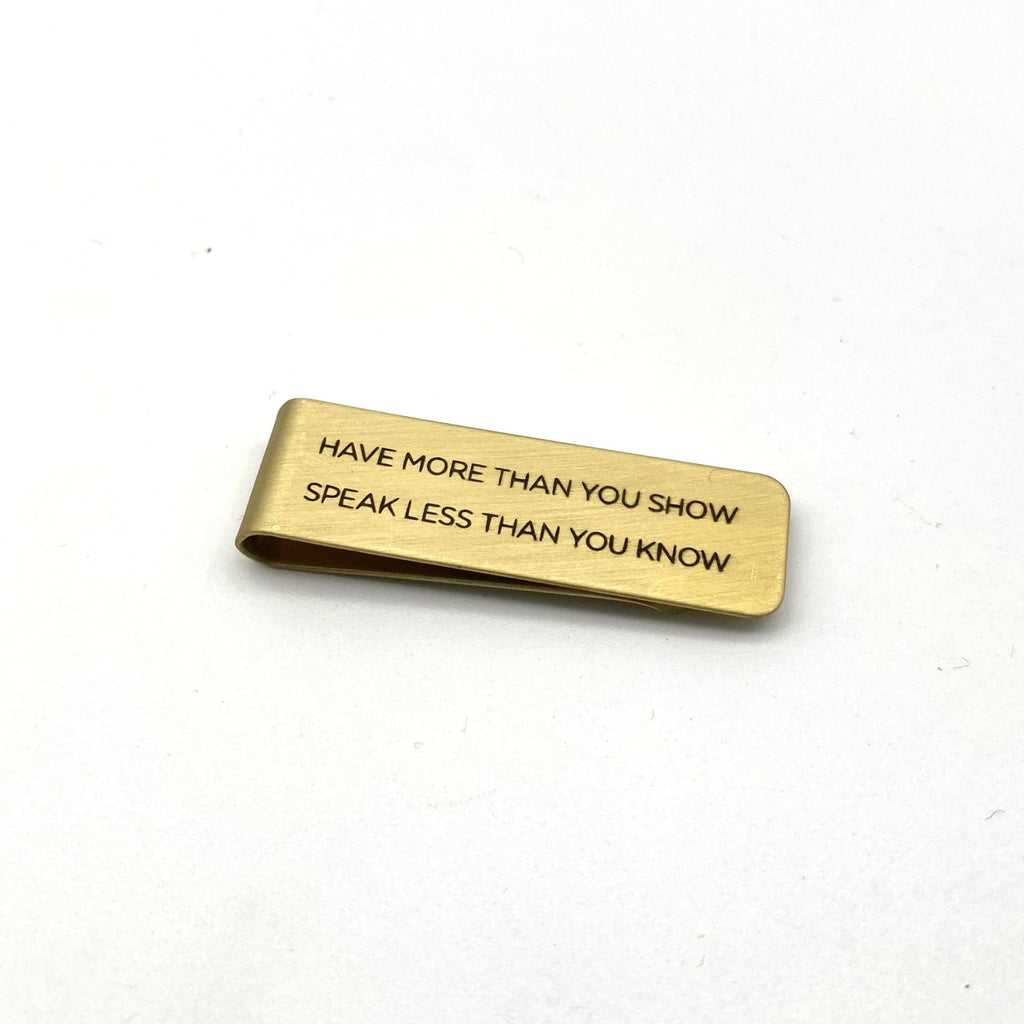 HAVE MORE THAN YOU SHOW
SPEAK LESS THAN YOU KNOW